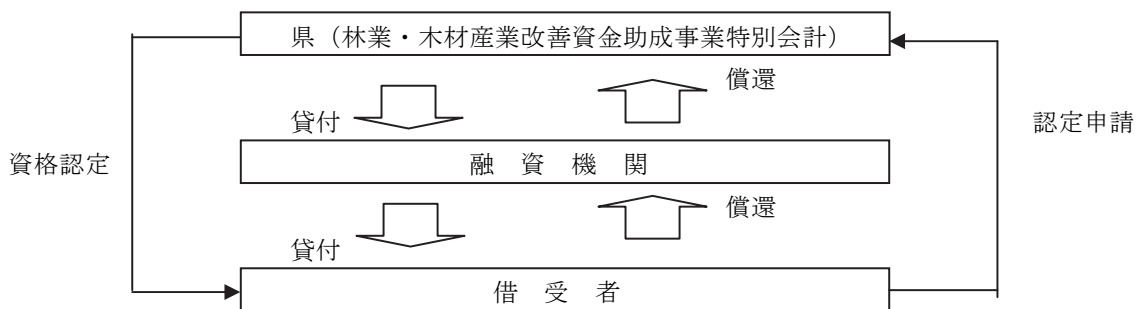 県（林業・木材産業改善資金助成事業特別会計）
償還
貸付
認定申請
融　資　機　関
資格認定
償還
貸付
借　受　者